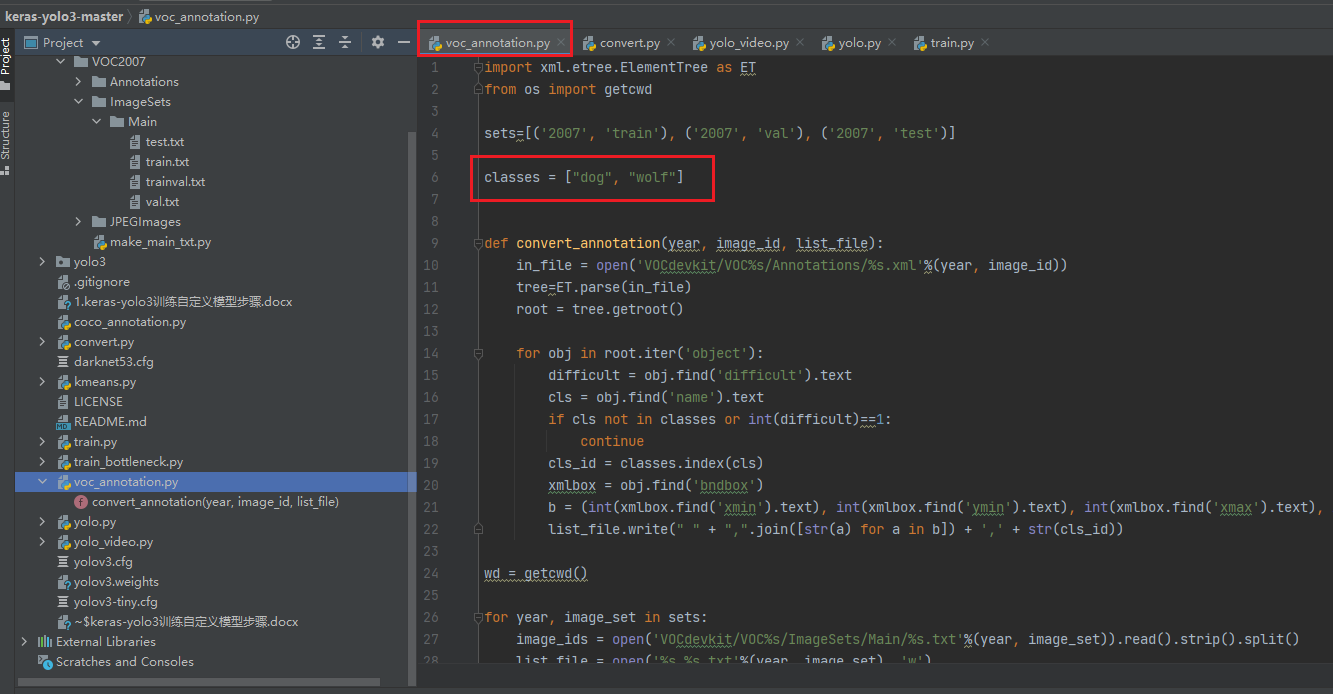 keras-yolo3-master
voc_annotation.py
Project
Structure
Project
VOC2007
Annotations
ImageSets
Main
test.txt
train.txt
trainval.txt
val.txt
JPEGImages
make_main_txt.py
yolo3
.gitignore
1.keras-yolo3训练自定义模型步骤.docx
coco_annotation.py
convert.py
darknet53.cfg
kmeans.py
LICENSE
README.md
train.py
train_bottleneck.py
voc_annotation.py
convert_annotation(year, image_id, list_file)
yolo.py
yolo_video.py
yolov3.cfg
yolov3.weights
yolov3-tiny.cfg
~$keras-yolo3训练自定义模型步骤.docx
External Libraries
Scratches and Consoles
voc_annotation.py convert.py yolo_video.py yolo.py train.py
1 import xml.etree.ElementTree as ET
2 from os import getcwd
3
4 sets=[('2007', 'train'), ('2007', 'val'), ('2007', 'test')]
5
6 classes = ["dog", "wolf"]
7
8
9 def convert_annotation(year, image_id, list_file):
10 in_file = open('VOCdevkit/VOC%s/Annotations/%s.xml'%(year, image_id))
11 tree=ET.parse(in_file)
12 root = tree.getroot()
13
14 for obj in root.iter('object'):
15 difficult = obj.find('difficult').text
16 cls = obj.find('name').text
17 if cls not in classes or int(difficult)==1:
18 continue
19 cls_id = classes.index(cls)
20 xmlbox = obj.find('bndbox')
21 b = (int(xmlbox.find('xmin').text), int(xmlbox.find('ymin').text), int(xmlbox.find('xmax').text),
22 list_file.write(" " + ",".join([str(a) for a in b]) + ',' + str(cls_id))
23
24 wd = getcwd()
25
26 for year, image_set in sets:
27 image_ids = open('VOCdevkit/VOC%s/ImageSets/Main/%s.txt'%(year, image_set)).read().strip().split()
28 list_file = open('%s_%s.txt'%(year, image_set), 'w')